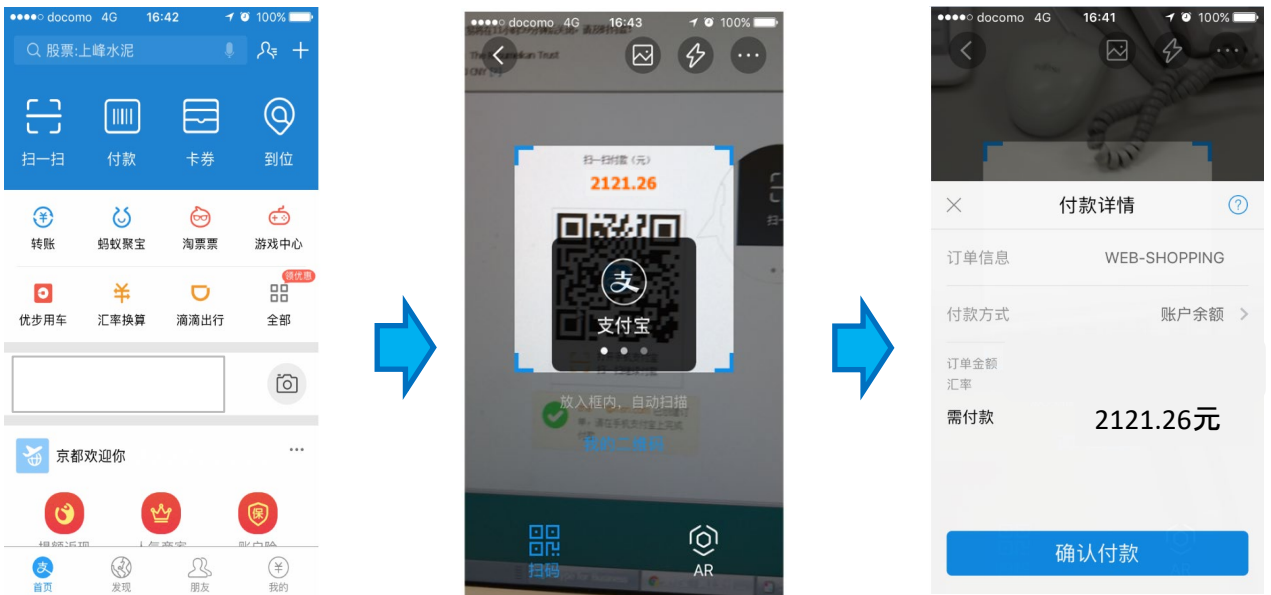 docomo 4G 16:42 100%
股票:上峰水泥
扫一扫 付款 卡券 到位
转账 蚂蚁聚宝 淘票票 游戏中心
领优惠
优步用车 汇率换算 滴滴出行 全部
京都欢迎你
首页 发现 朋友 我的
docomo 4G 16:43 100%
扫一扫付款（元）
2121.26
支付宝
放入框内，自动扫描
我的二维码
扫码 AR
docomo 4G 16:41 100%
付款详情
订单信息 WEB-SHOPPING
付款方式 账户余额
订单金额
汇率
需付款 2121.26元
确认付款